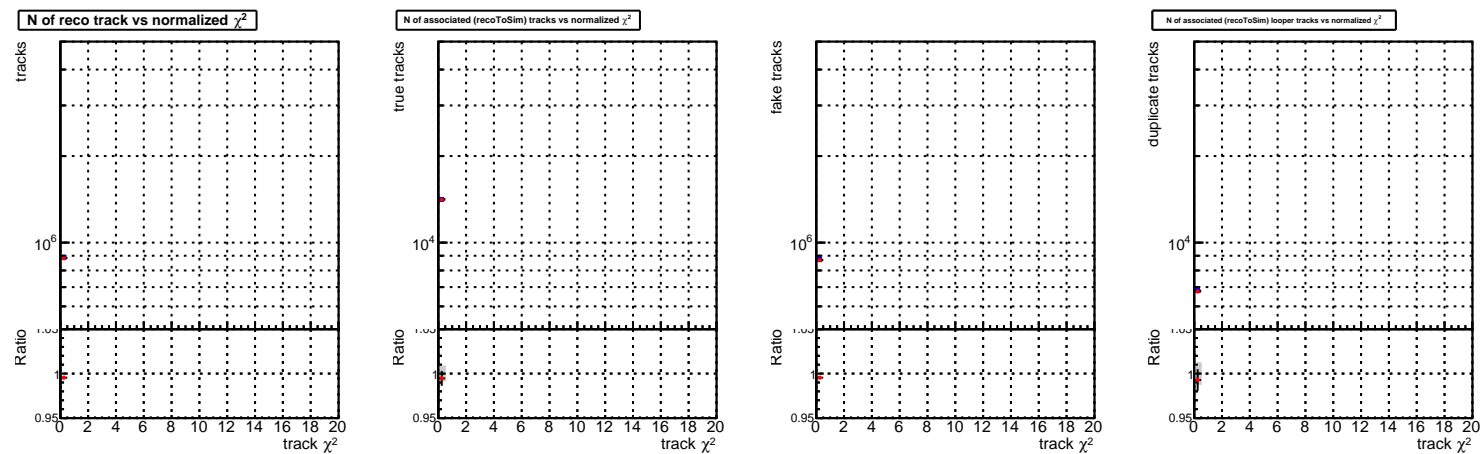 N of reco track vs normalized χ²
tracks
10⁶
Ratio
1
0.95
0 2 4 6 8 10 12 14 16 18 20
track χ²
N of associated (recoToSim) tracks vs normalized χ²
true tracks
10⁴
Ratio
1
0.95
0 2 4 6 8 10 12 14 16 18 20
track χ²
fake tracks
10⁶
Ratio
1
0.95
0 2 4 6 8 10 12 14 16 18 20
track χ²
N of associated (recoToSim) looper tracks vs normalized χ²
duplicate tracks
10⁴
Ratio
1
0.95
0 2 4 6 8 10 12 14 16 18 20
track χ²